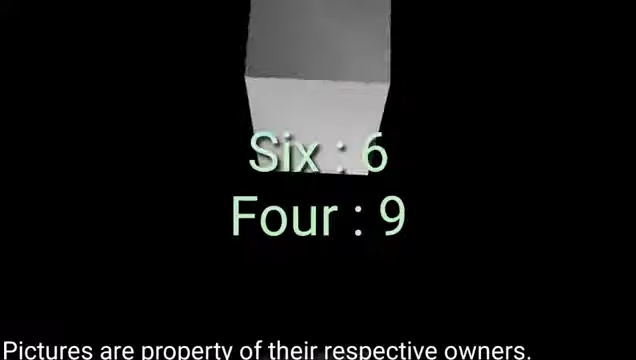 Six : 6
Four : 9
Pictures are property of their respective owners.